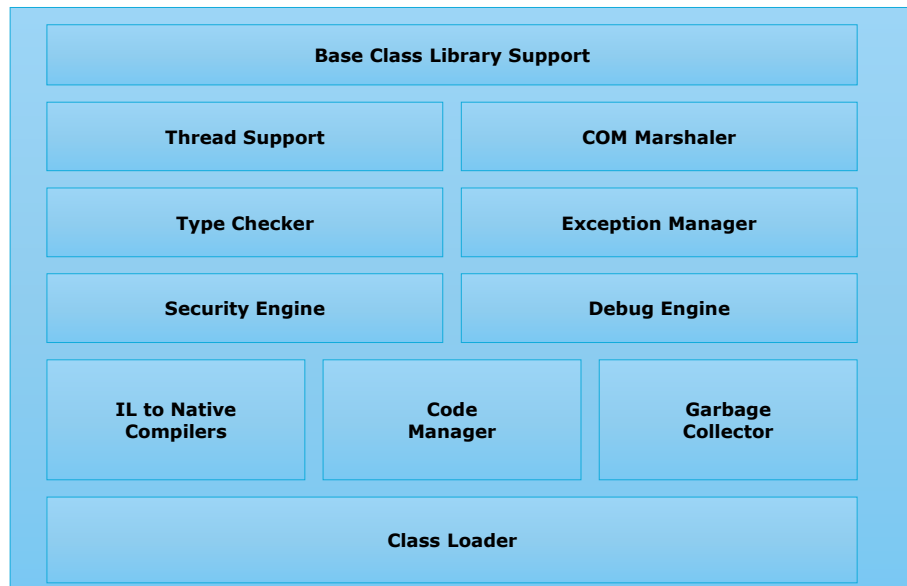 Base Class Library Support
Thread Support
COM Marshaler
Type Checker
Exception Manager
Security Engine
Debug Engine
IL to Native
Compilers
Code
Manager
Garbage
Collector
Class Loader